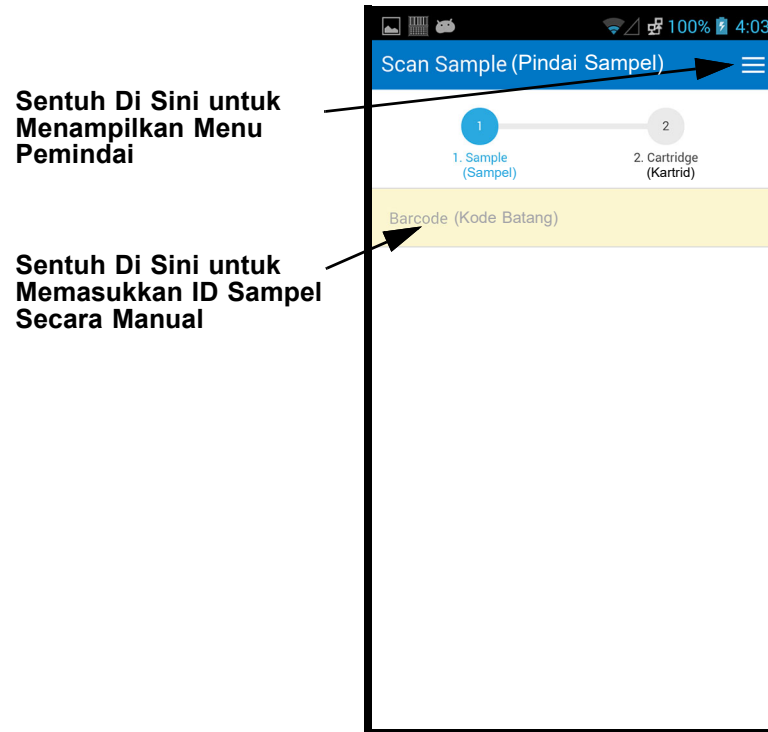 100% 4:03
Scan Sample (Pindai Sampel)
Sentuh Di Sini untuk
Menampilkan Menu
Pemindai
1
2
1. Sample
(Sampel)
2. Cartridge
(Kartrid)
Barcode (Kode Batang)
Sentuh Di Sini untuk
Memasukkan ID Sampel
Secara Manual